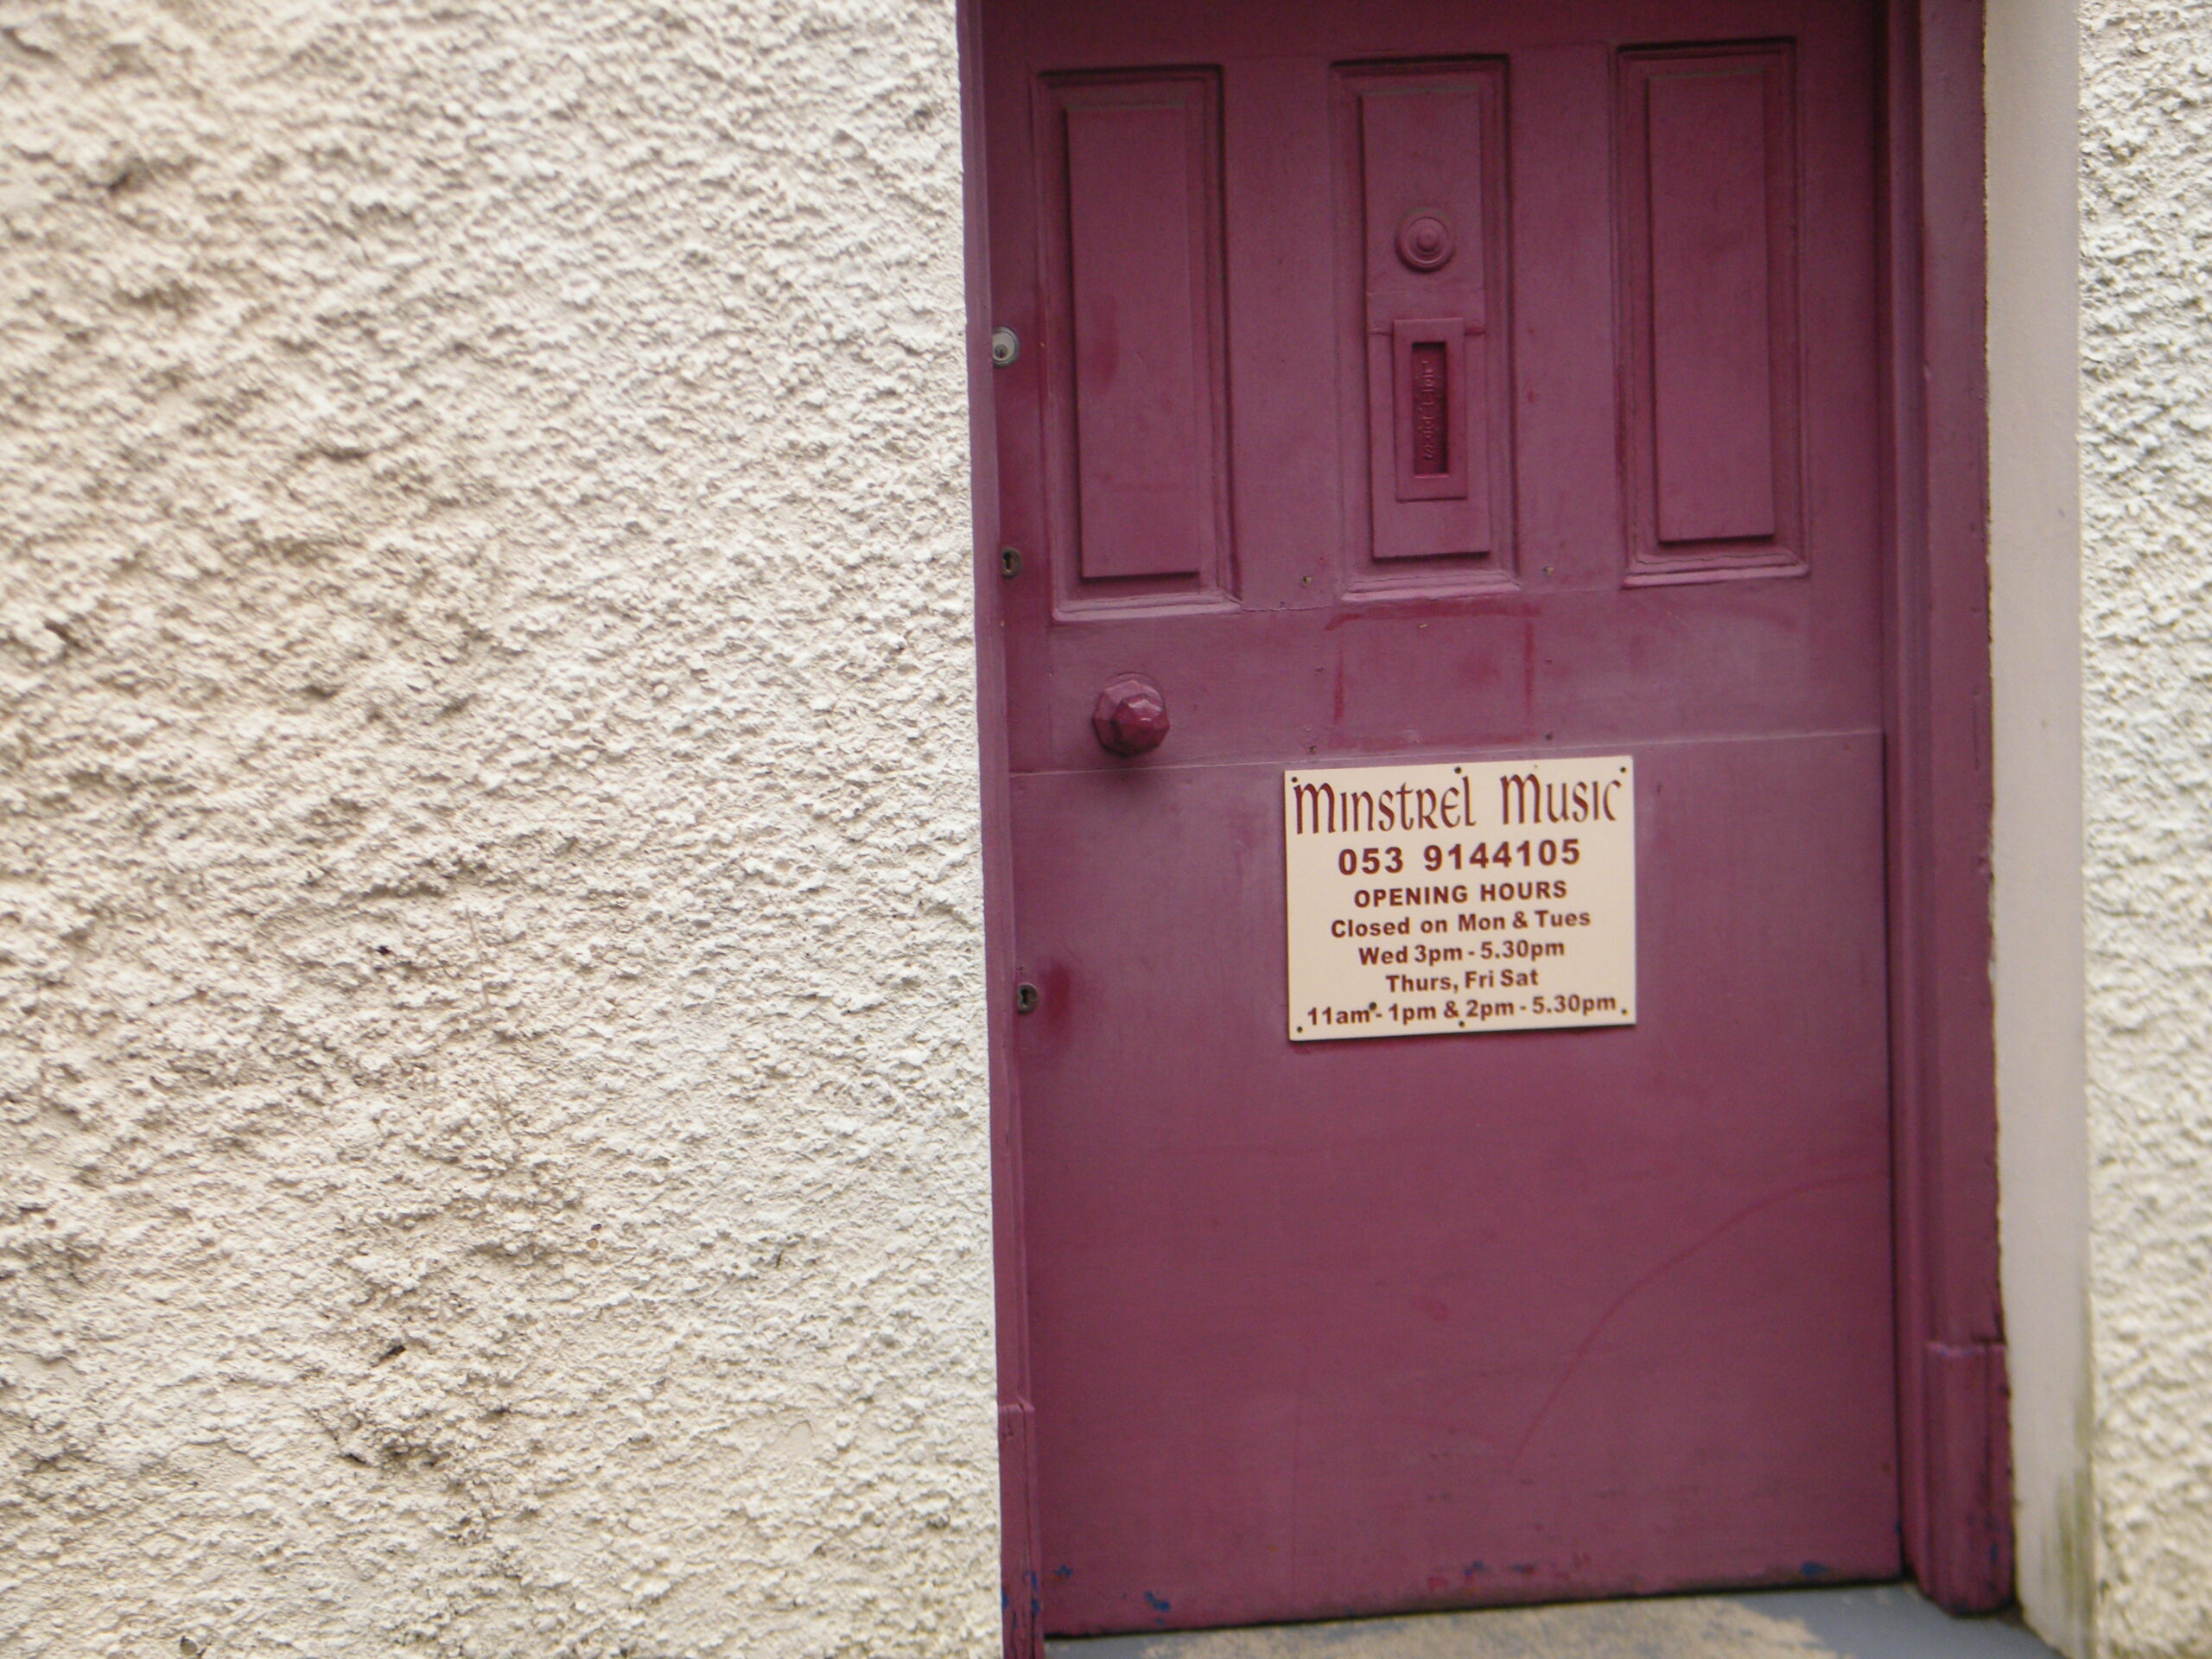 Minstrel Music
053 9144105
OPENING HOURS
Closed on Mon & Tues
Wed 3pm - 5.30pm
Thurs, Fri Sat
11am - 1pm & 2pm - 5.30pm